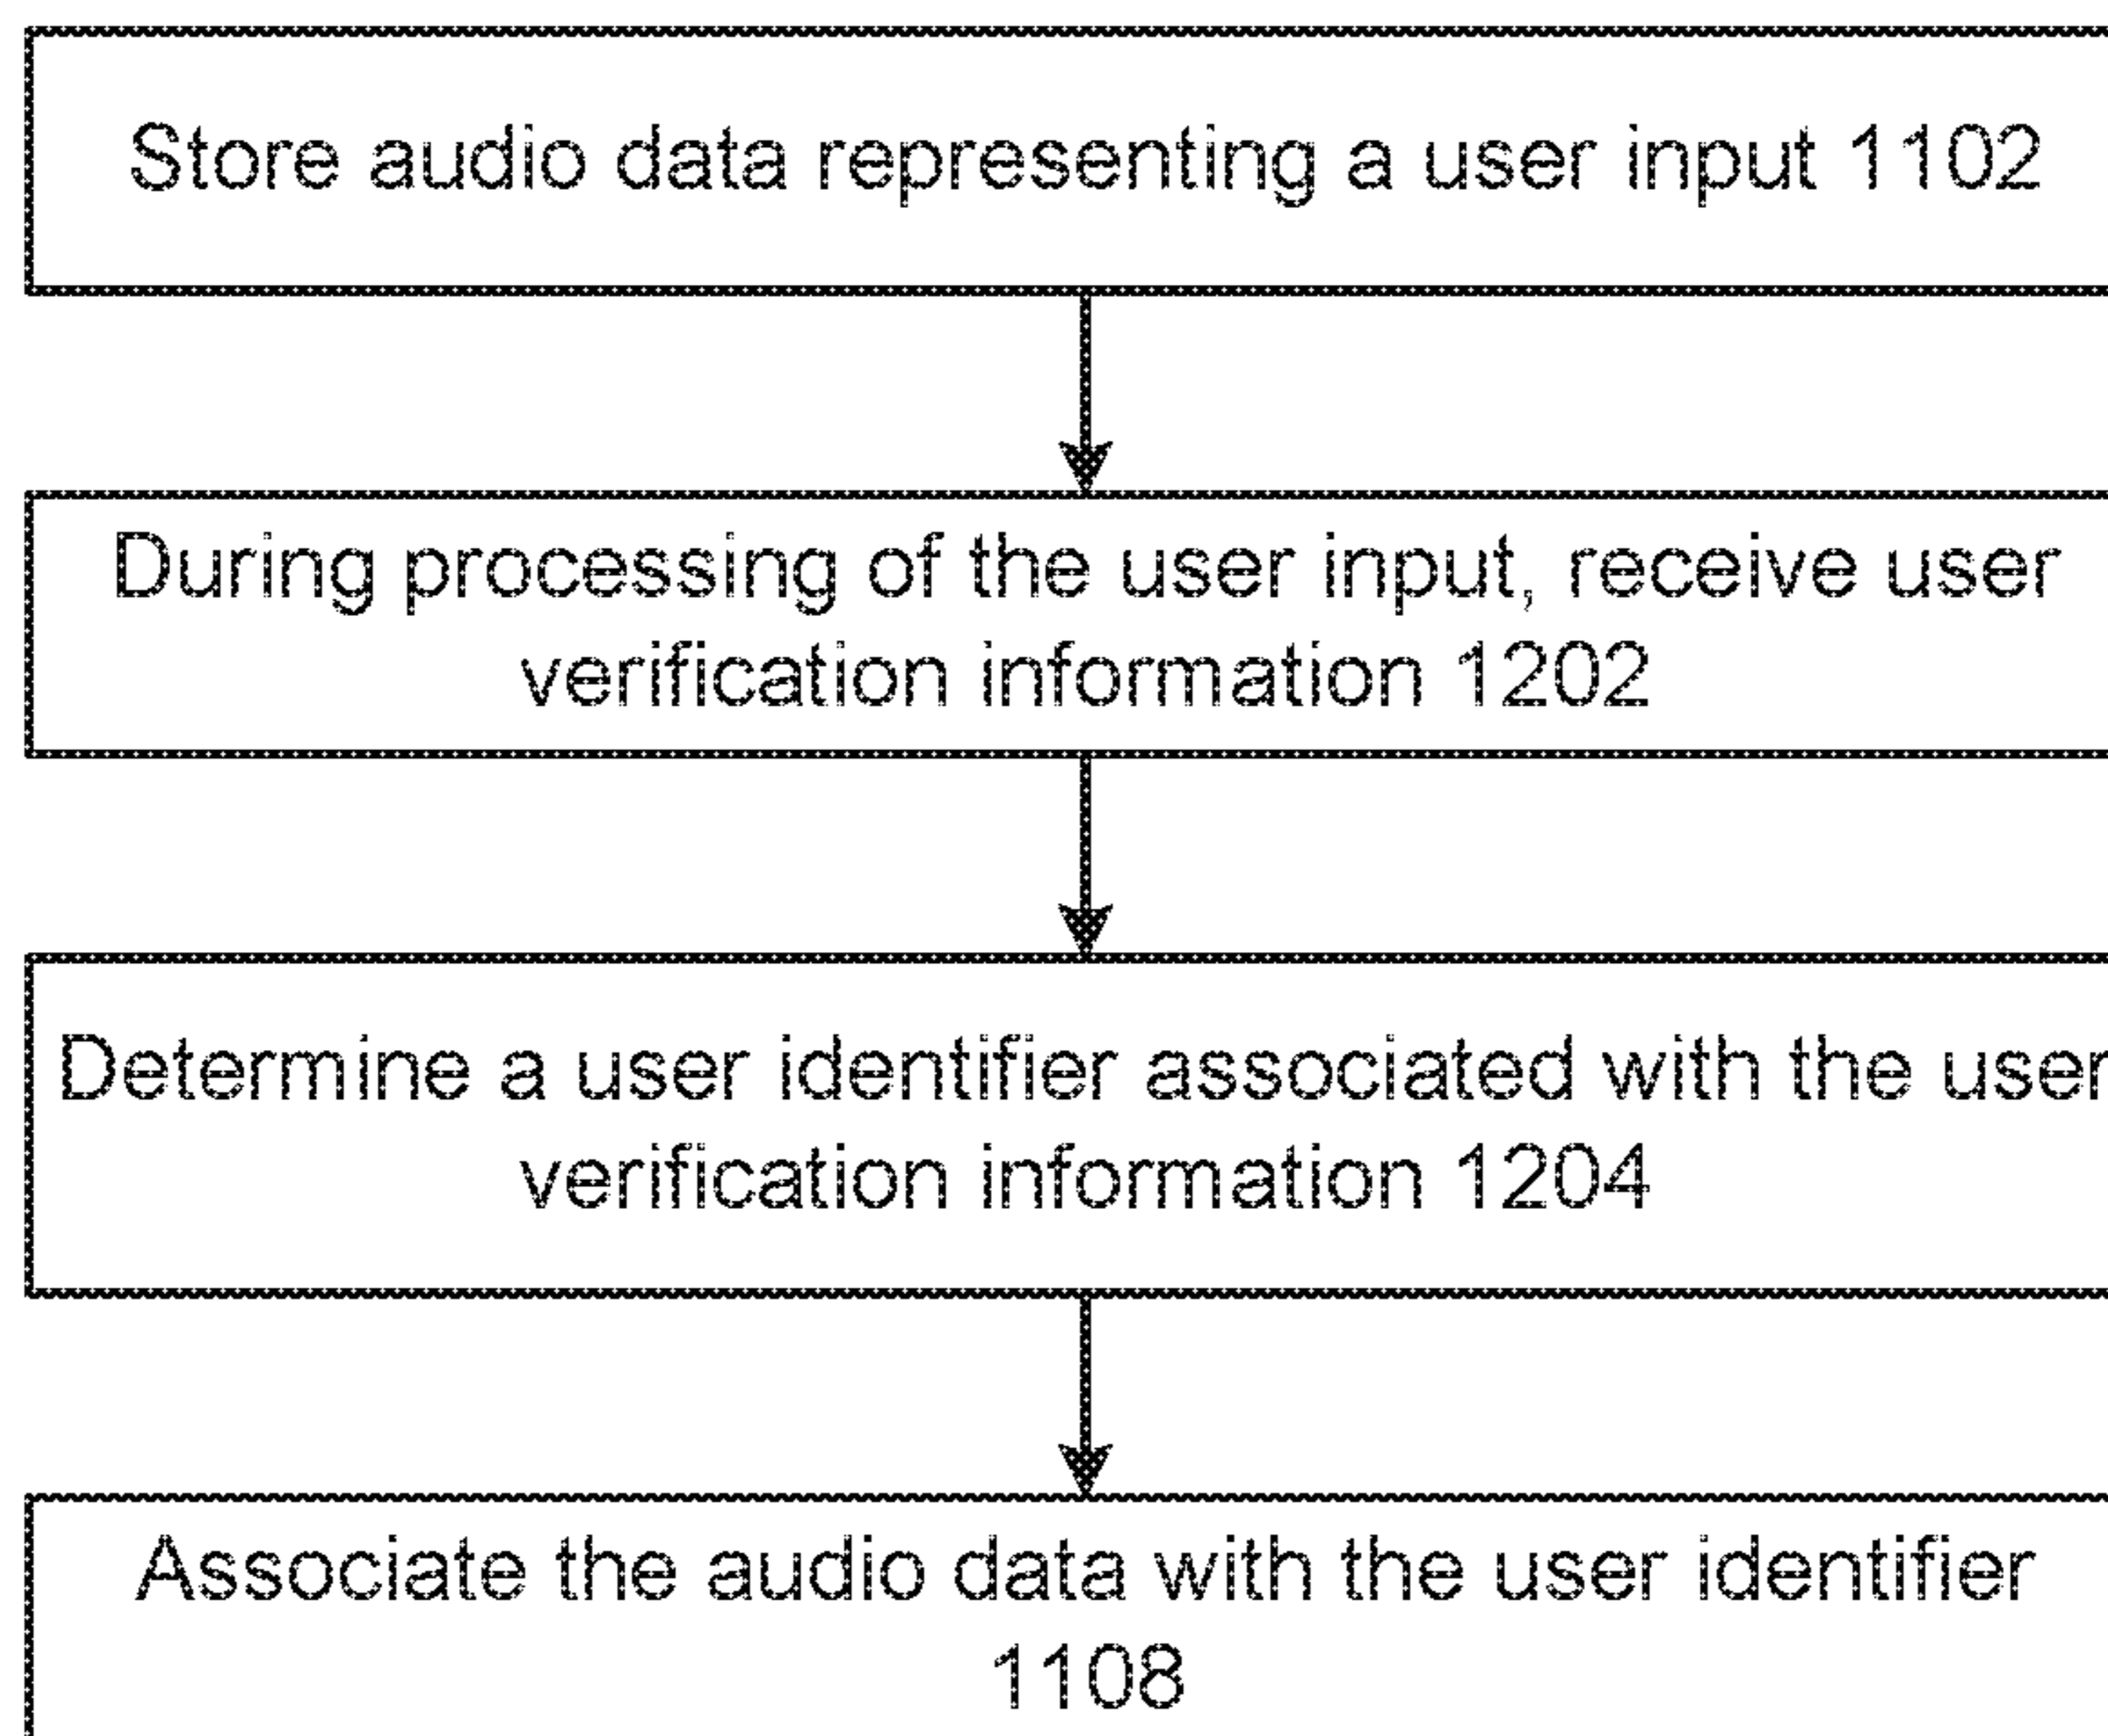 Store audio data representing a user input 1102
During processing of the user input, receive user
verification information 1202
Determine a user identifier associated with the user
verification information 1204
Associate the audio data with the user identifier
1108